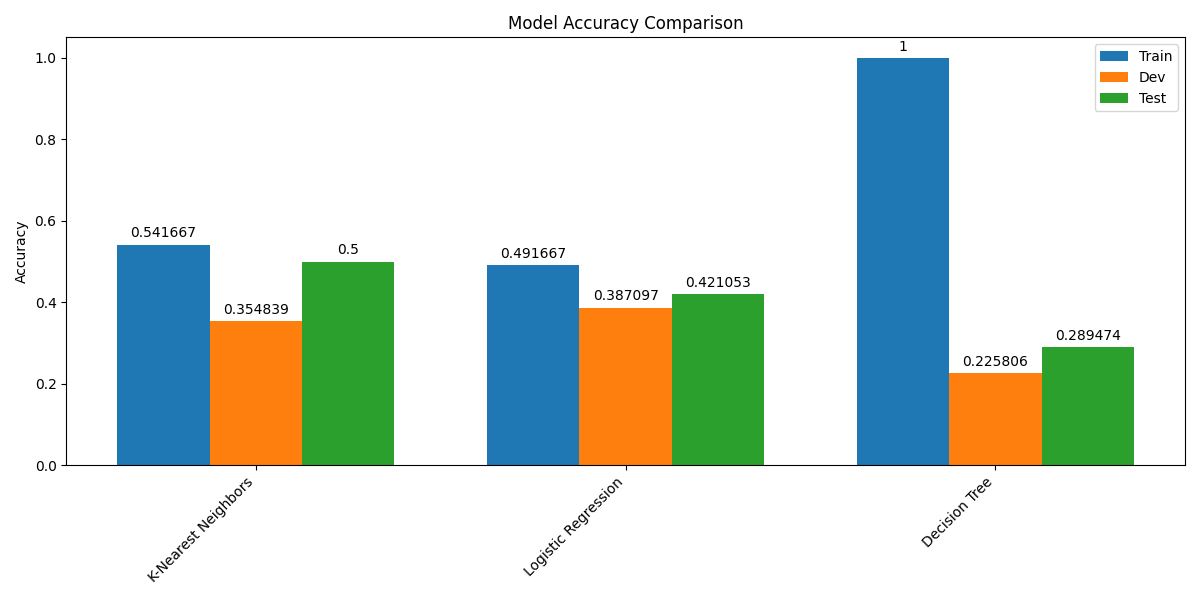 Model Accuracy Comparison
Train
Dev
Test
Accuracy
1.0
0.8
0.6
0.4
0.2
0.0
0.541667
0.354839
0.5
0.491667
0.387097
0.421053
1
0.225806
0.289474
K-Nearest Neighbors
Logistic Regression
Decision Tree